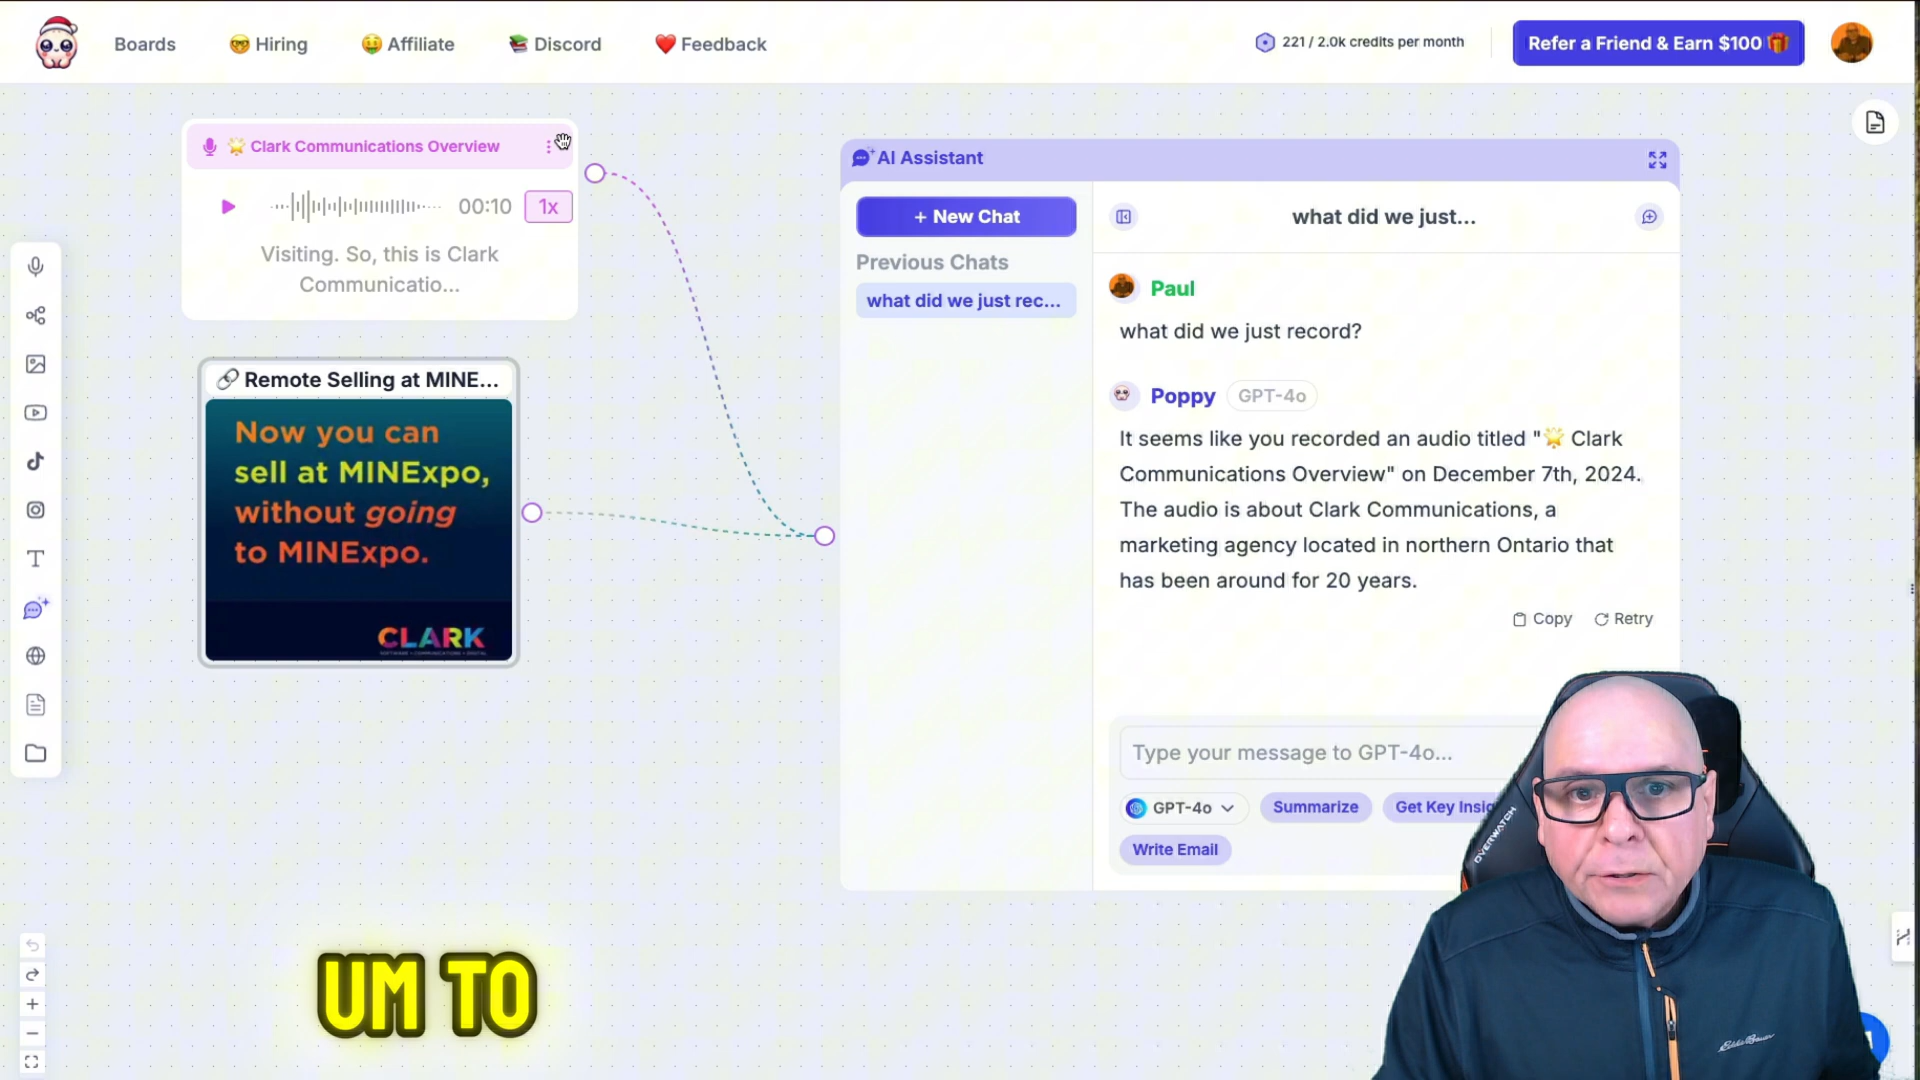 Boards
🤓 Hiring
🤑 Affiliate
📚 Discord
❤️ Feedback
221 / 2.0k credits per month
Refer a Friend & Earn $100 🎁
🌟 Clark Communications Overview
00:10
1x
Visiting. So, this is Clark
Communicatio...
🔗 Remote Selling at MINE...
Now you can
sell at MINExpo,
without going
to MINExpo.
CLARK
AI Assistant
+ New Chat
Previous Chats
what did we just rec...
what did we just...
Paul
what did we just record?
Poppy
GPT-4o
It seems like you recorded an audio titled "🌟 Clark
Communications Overview" on December 7th, 2024.
The audio is about Clark Communications, a
marketing agency located in northern Ontario that
has been around for 20 years.
Copy
Retry
Type your message to GPT-4o...
GPT-4o
Summarize
Get Key Insig
Write Email
OVERWATCH
Eddie Bauer
UM TO